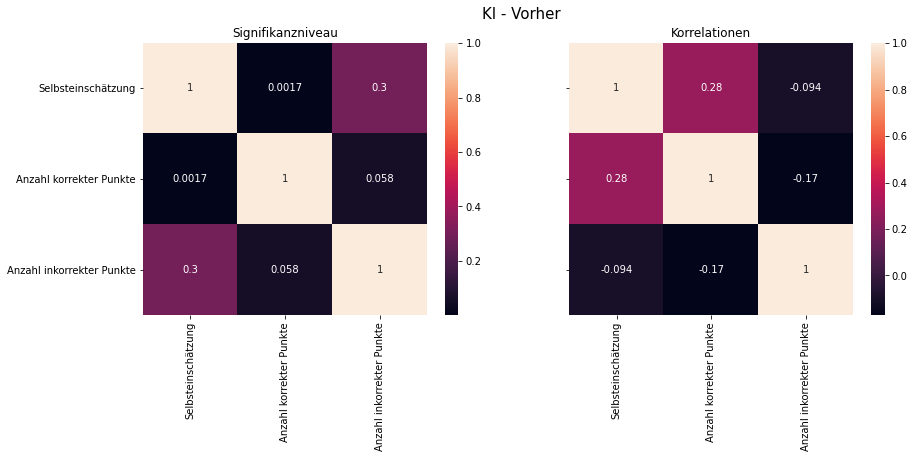 KI - Vorher
Signifikanzniveau
Selbsteinschätzung
Anzahl korrekter Punkte
Anzahl inkorrekter Punkte
1 0.0017 0.3
0.0017 1 0.058
0.3 0.058 1
Selbsteinschätzung
Anzahl korrekter Punkte
Anzahl inkorrekter Punkte
1.0
0.8
0.6
0.4
0.2
Korrelationen
1 0.28 -0.094
0.28 1 -0.17
-0.094 -0.17 1
Selbsteinschätzung
Anzahl korrekter Punkte
Anzahl inkorrekter Punkte
1.0
0.8
0.6
0.4
0.2
0.0